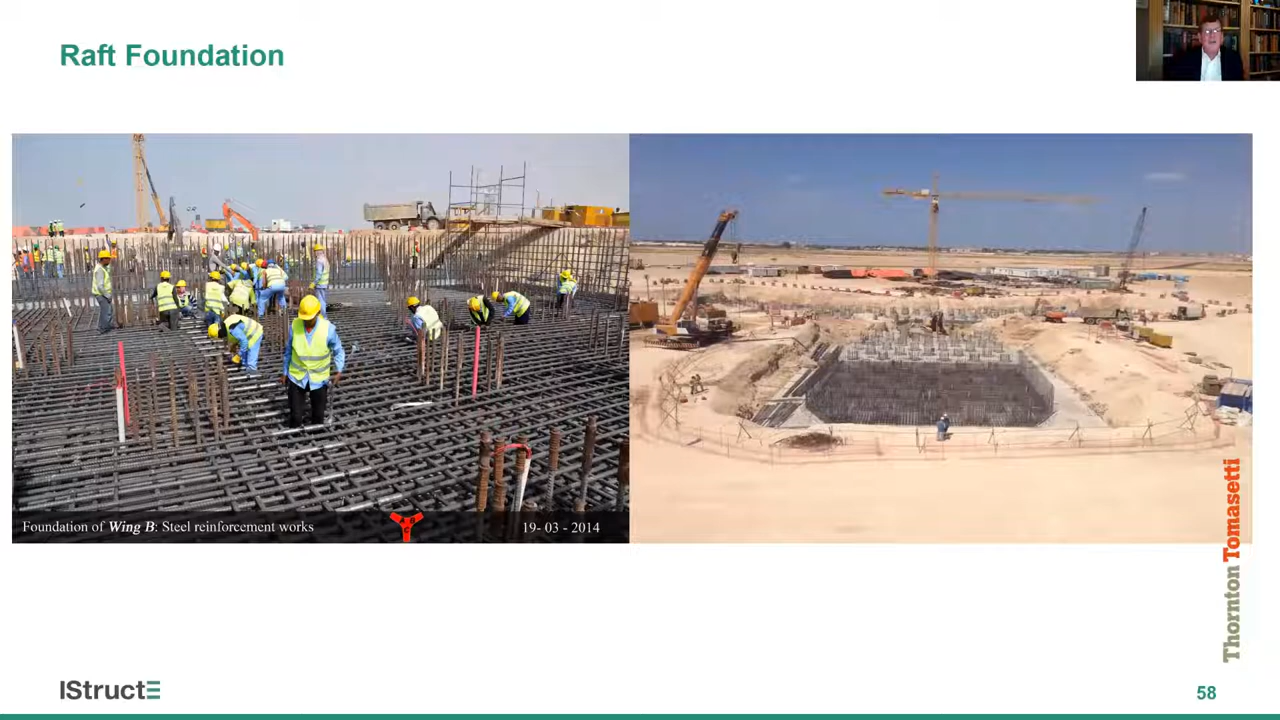 Raft Foundation
Foundation of Wing B: Steel reinforcement works
19- 03 - 2014
Thornton Tomasetti
IStructE
58